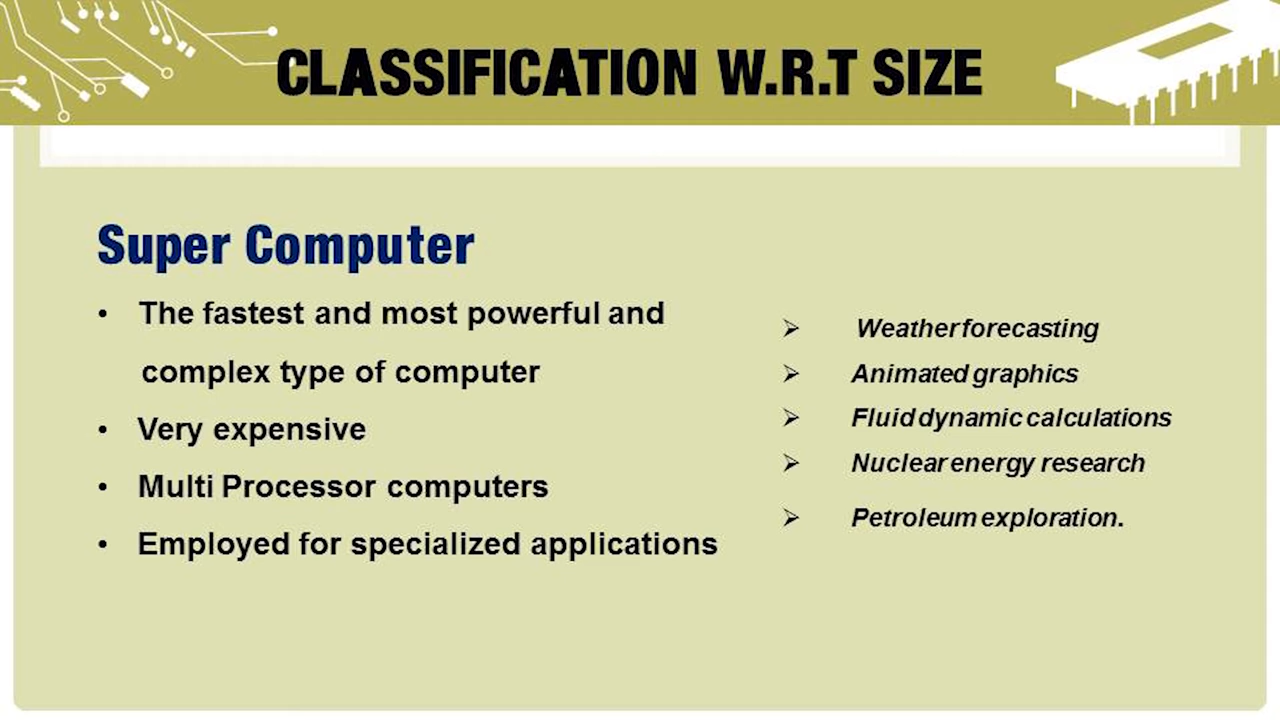 CLASSIFICATION W.R.T SIZE
Super Computer
• The fastest and most powerful and
complex type of computer
• Very expensive
• Multi Processor computers
• Employed for specialized applications
➢ Weather forecasting
➢ Animated graphics
➢ Fluid dynamic calculations
➢ Nuclear energy research
➢ Petroleum exploration.